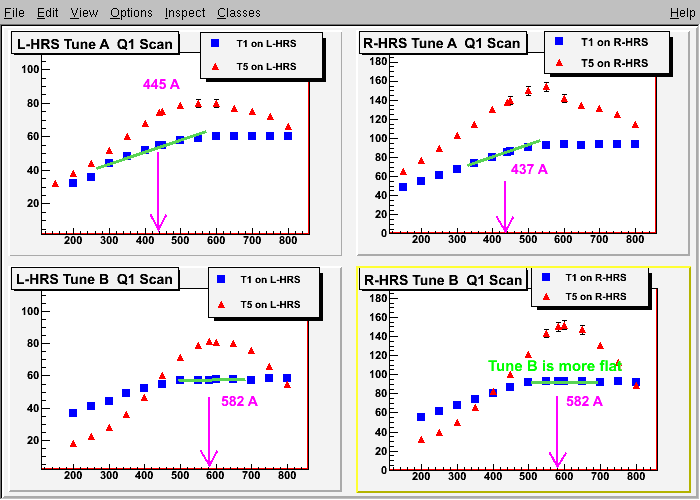 File Edit View Options Inspect Classes Help
L-HRS Tune A Q1 Scan
T1 on L-HRS
T5 on L-HRS
445 A
100
80
60
40
20
200 300 400 500 600 700 800
R-HRS Tune A Q1 Scan
T1 on R-HRS
T5 on R-HRS
437 A
180
160
140
120
100
80
60
40
20
0
200 300 400 500 600 700 800
L-HRS Tune B Q1 Scan
T1 on L-HRS
T5 on L-HRS
582 A
100
80
60
40
20
200 300 400 500 600 700 800
R-HRS Tune B Q1 Scan
T1 on R-HRS
T5 on R-HRS
Tune B is more flat
582 A
180
160
140
120
100
80
60
40
20
0
200 300 400 500 600 700 800